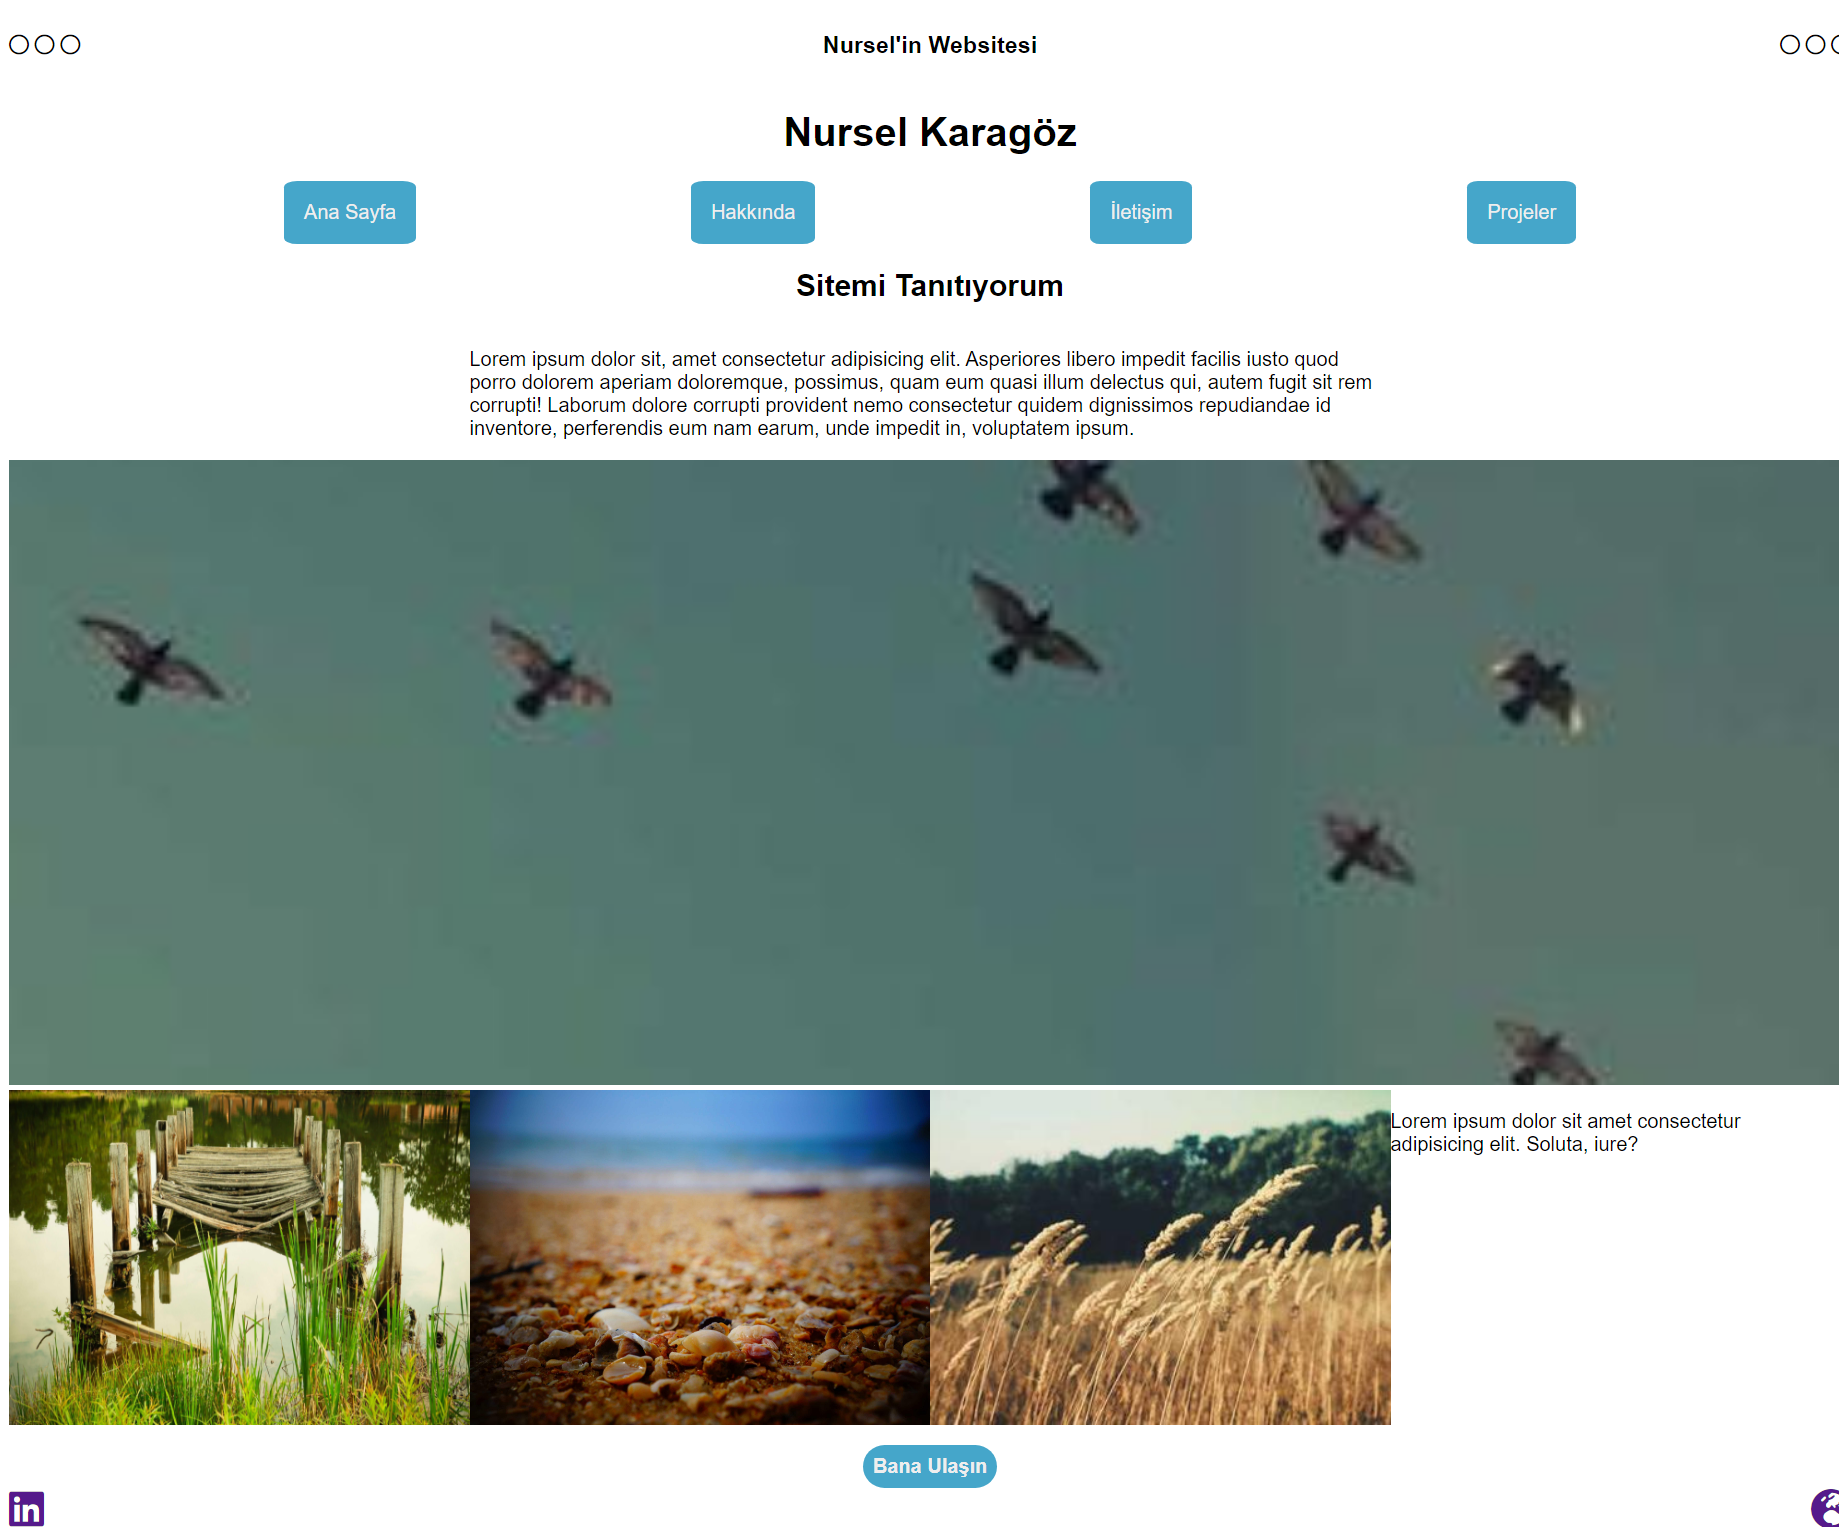 Nursel'in Websitesi
Nursel Karagöz
Ana Sayfa
Hakkında
İletişim
Projeler
Sitemi Tanıtıyorum
Lorem ipsum dolor sit, amet consectetur adipisicing elit. Asperiores libero impedit facilis iusto quod
porro dolorem aperiam doloremque, possimus, quam eum quasi illum delectus qui, autem fugit sit rem
corrupti! Laborum dolore corrupti provident nemo consectetur quidem dignissimos repudiandae id
inventore, perferendis eum nam earum, unde impedit in, voluptatem ipsum.
Lorem ipsum dolor sit amet consectetur
adipisicing elit. Soluta, iure?
Bana Ulaşın
in